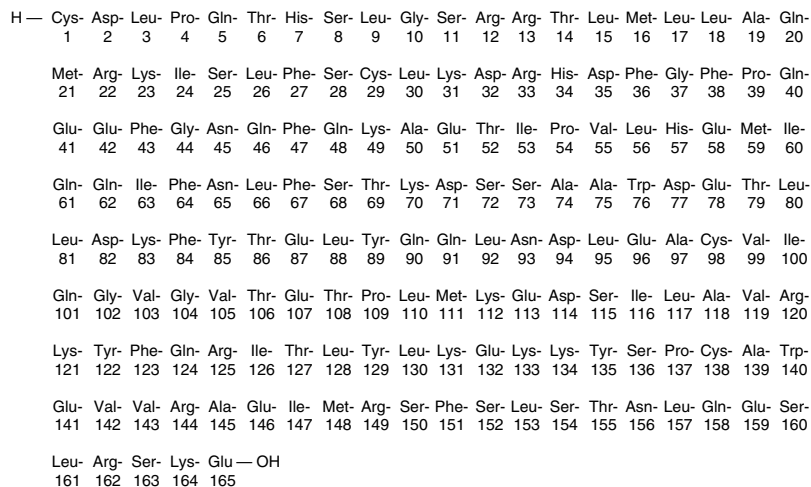 H — Cys- Asp- Leu- Pro- Gln- Thr- His- Ser- Leu- Gly- Ser- Arg- Arg- Thr- Leu- Met- Leu- Leu- Ala- Gln-
1 2 3 4 5 6 7 8 9 10 11 12 13 14 15 16 17 18 19 20
Met- Arg- Lys- Ile- Ser- Leu- Phe- Ser- Cys- Leu- Lys- Asp- Arg- His- Asp- Phe- Gly- Phe- Pro- Gln-
21 22 23 24 25 26 27 28 29 30 31 32 33 34 35 36 37 38 39 40
Glu- Glu- Phe- Gly- Asn- Gln- Phe- Gln- Lys- Ala- Glu- Thr- Ile- Pro- Val- Leu- His- Glu- Met- Ile-
41 42 43 44 45 46 47 48 49 50 51 52 53 54 55 56 57 58 59 60
Gln- Gln- Ile- Phe- Asn- Leu- Phe- Ser- Thr- Lys- Asp- Ser- Ser- Ala- Ala- Trp- Asp- Glu- Thr- Leu-
61 62 63 64 65 66 67 68 69 70 71 72 73 74 75 76 77 78 79 80
Leu- Asp- Lys- Phe- Tyr- Thr- Glu- Leu- Tyr- Gln- Gln- Leu- Asn- Asp- Leu- Glu- Ala- Cys- Val- Ile-
81 82 83 84 85 86 87 88 89 90 91 92 93 94 95 96 97 98 99 100
Gln- Gly- Val- Gly- Val- Thr- Glu- Thr- Pro- Leu- Met- Lys- Glu- Asp- Ser- Ile- Leu- Ala- Val- Arg-
101 102 103 104 105 106 107 108 109 110 111 112 113 114 115 116 117 118 119 120
Lys- Tyr- Phe- Gln- Arg- Ile- Thr- Leu- Tyr- Leu- Lys- Glu- Lys- Lys- Tyr- Ser- Pro- Cys- Ala- Trp-
121 122 123 124 125 126 127 128 129 130 131 132 133 134 135 136 137 138 139 140
Glu- Val- Val- Arg- Ala- Glu- Ile- Met- Arg- Ser- Phe- Ser- Leu- Ser- Thr- Asn- Leu- Gln- Glu- Ser-
141 142 143 144 145 146 147 148 149 150 151 152 153 154 155 156 157 158 159 160
Leu- Arg- Ser- Lys- Glu — OH
161 162 163 164 165